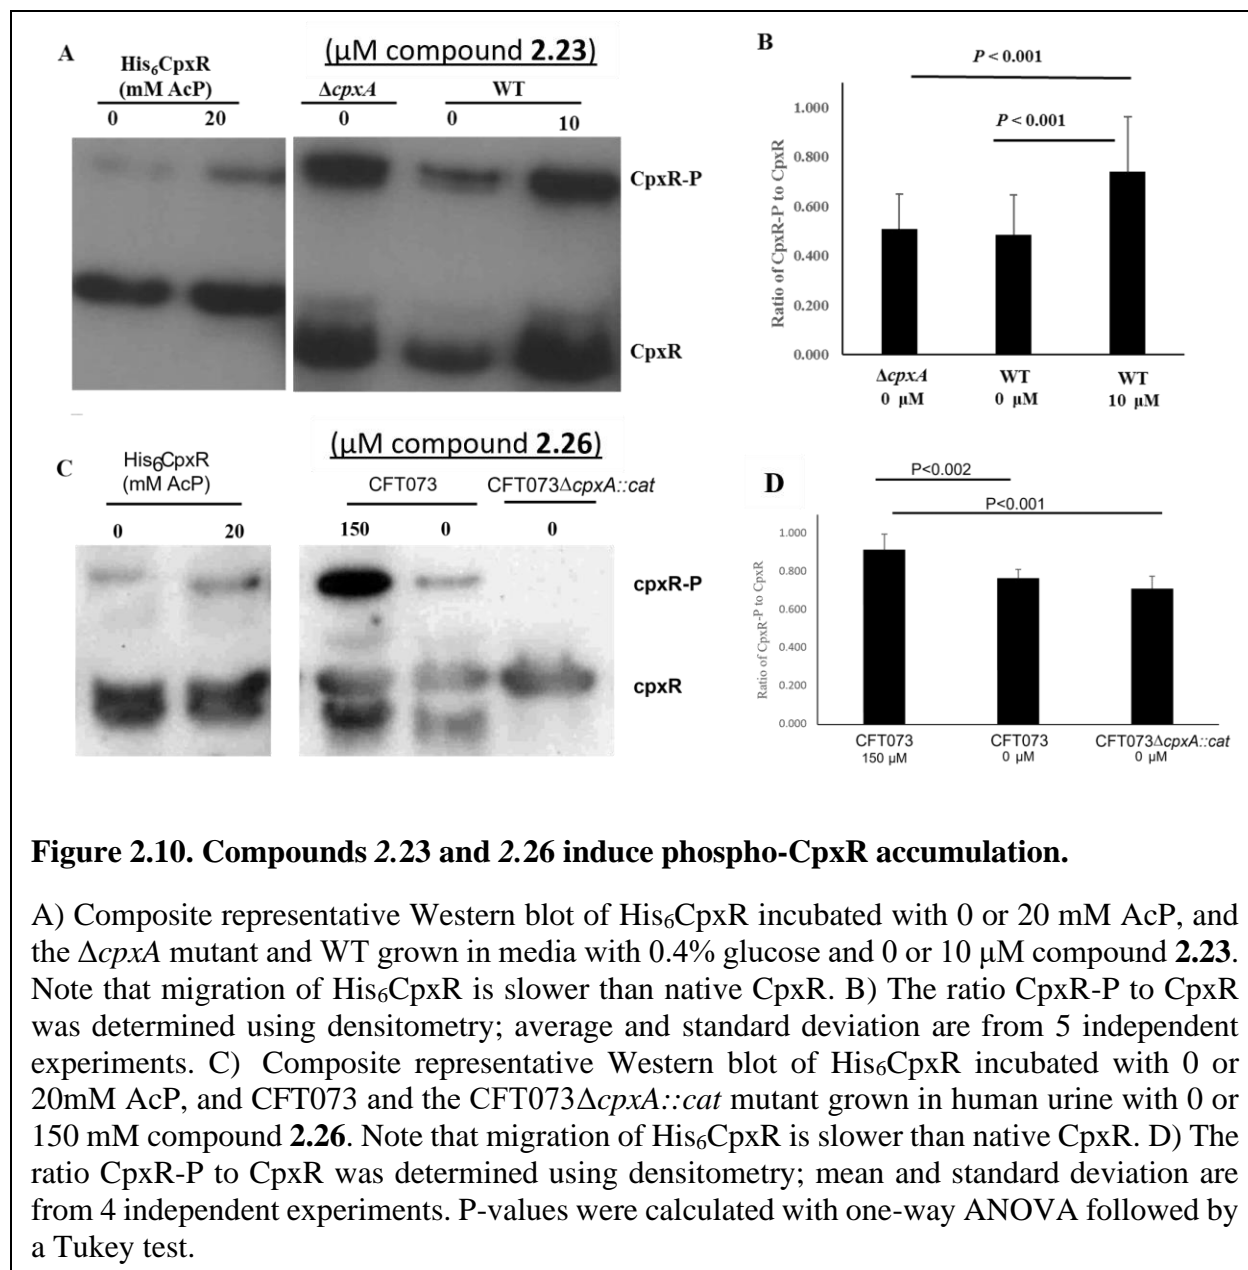 A
His₆CpxR
(mM AcP)
0 20
(µM compound 2.23)
ΔcpxA WT
0 0 10
CpxR-P
CpxR
B
P < 0.001
P < 0.001
Ratio of CpxR-P to CpxR
1.000
0.800
0.600
0.400
0.200
0.000
ΔcpxA WT WT
0 µM 0 µM 10 µM
C
His₆CpxR
(mM AcP)
0 20
(µM compound 2.26)
CFT073 CFT073ΔcpxA::cat
150 0 0
cpxR-P
cpxR
D
P<0.002
P<0.001
Ratio of CpxR-P to CpxR
1.000
0.800
0.600
0.400
0.200
0.000
CFT073 CFT073 CFT073ΔcpxA::cat
150 µM 0 µM 0 µM
Figure 2.10. Compounds 2.23 and 2.26 induce phospho-CpxR accumulation.
A) Composite representative Western blot of His₆CpxR incubated with 0 or 20 mM AcP, and
the ΔcpxA mutant and WT grown in media with 0.4% glucose and 0 or 10 µM compound 2.23.
Note that migration of His₆CpxR is slower than native CpxR. B) The ratio CpxR-P to CpxR
was determined using densitometry; average and standard deviation are from 5 independent
experiments. C) Composite representative Western blot of His₆CpxR incubated with 0 or
20mM AcP, and CFT073 and the CFT073ΔcpxA::cat mutant grown in human urine with 0 or
150 mM compound 2.26. Note that migration of His₆CpxR is slower than native CpxR. D) The
ratio CpxR-P to CpxR was determined using densitometry; mean and standard deviation are
from 4 independent experiments. P-values were calculated with one-way ANOVA followed by
a Tukey test.